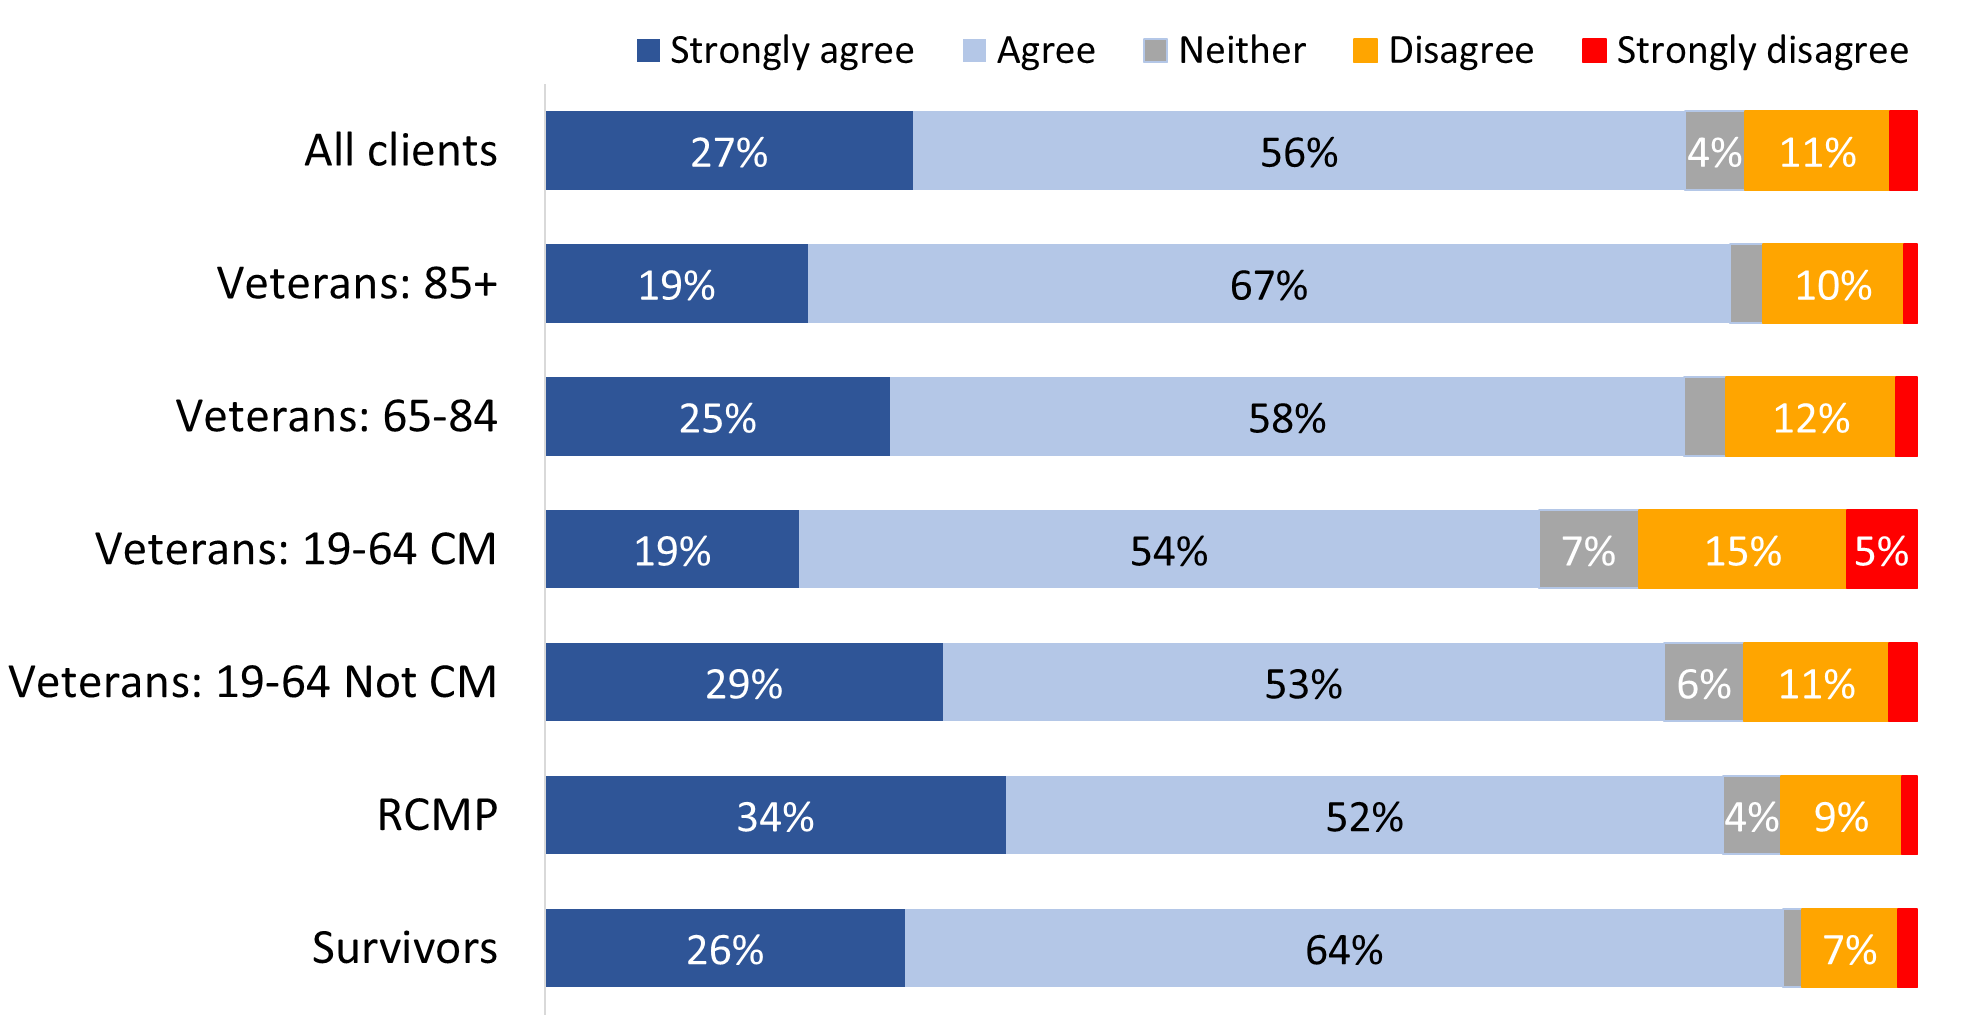 Strongly agree Agree Neither Disagree Strongly disagree
All clients 27% 56% 4% 11%
Veterans: 85+ 19% 67% 10%
Veterans: 65-84 25% 58% 12%
Veterans: 19-64 CM 19% 54% 7% 15% 5%
Veterans: 19-64 Not CM 29% 53% 6% 11%
RCMP 34% 52% 4% 9%
Survivors 26% 64% 7%